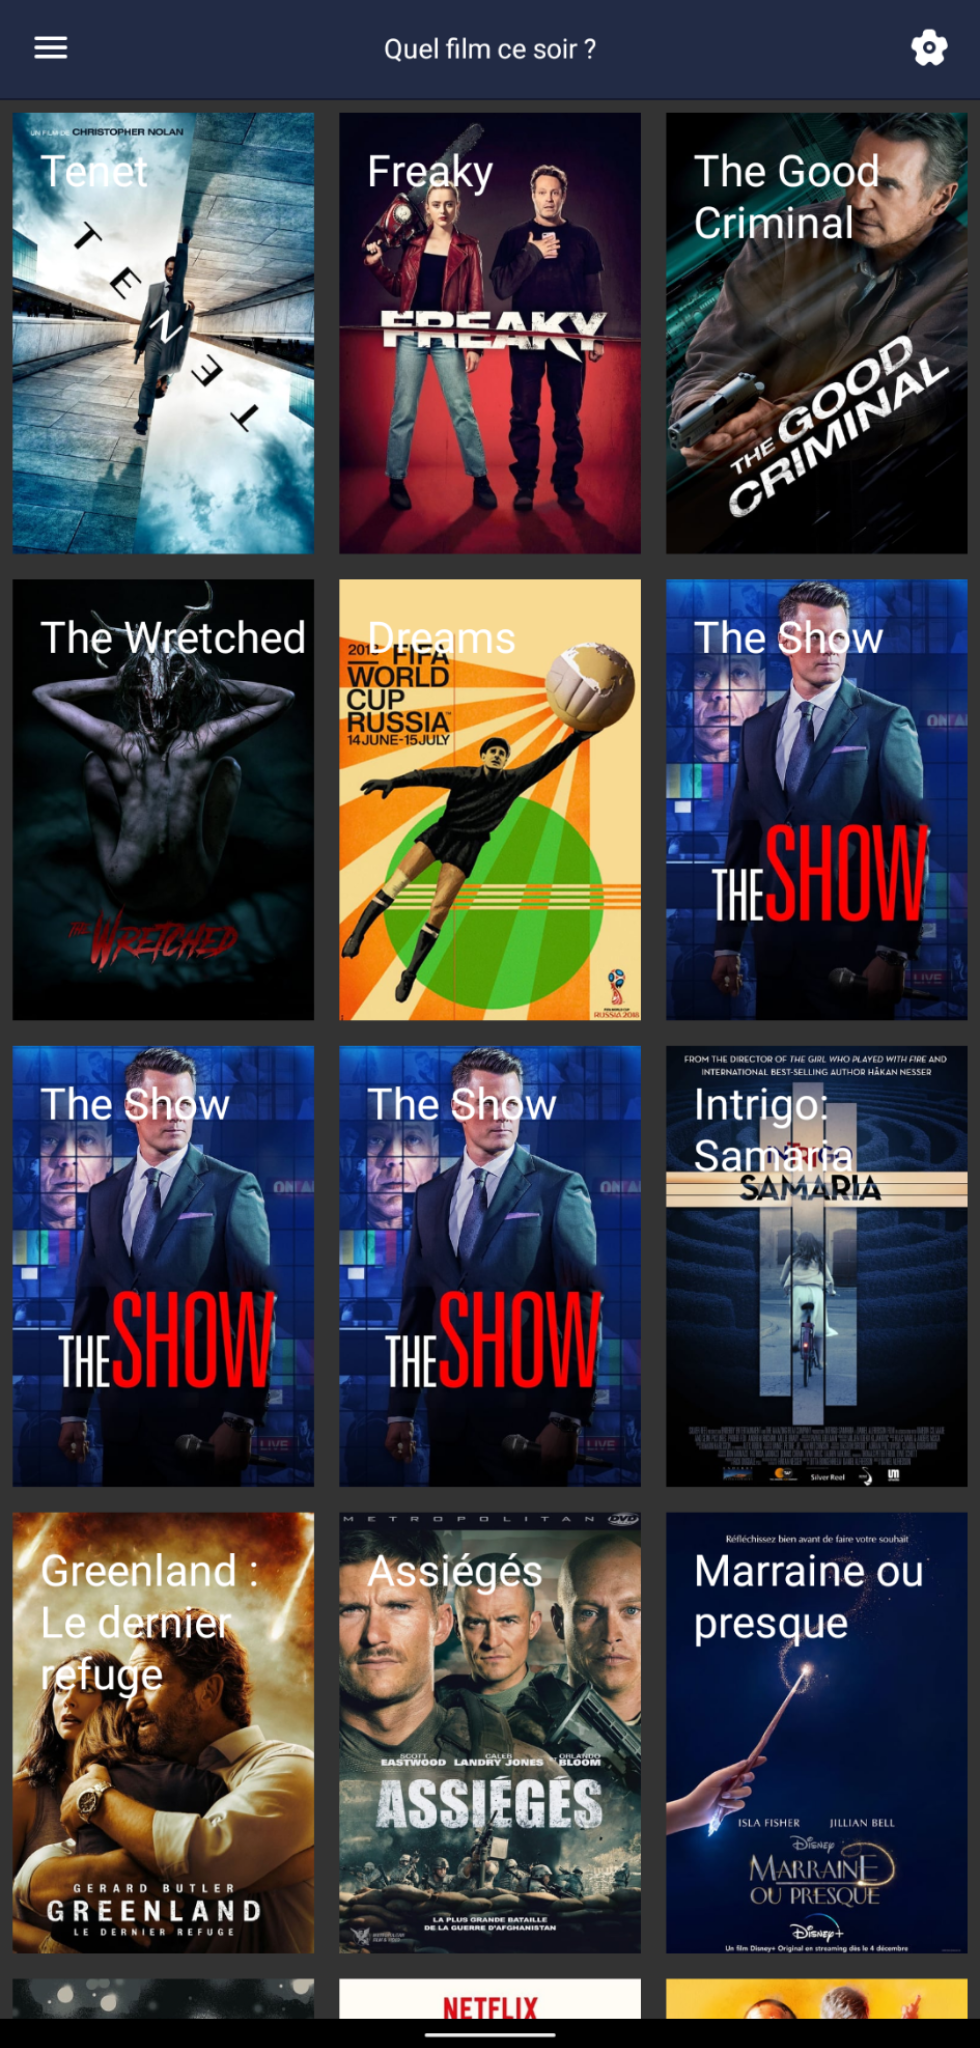 Quel film ce soir ?
UN FILM DE CHRISTOPHER NOLAN
Tenet
TENET
Freaky
FREAKY
The Good
Criminal
THE GOOD
CRIMINAL
The Wretched
THE WRETCHED
Dreams
2018 FIFA
WORLD
CUP
RUSSIA
14 JUNE-15 JULY
RUSSIA 2018
The Show
ON
THE SHOW
LIVE
The Show
ON
THE SHOW
LIVE
The Show
ON
THE SHOW
LIVE
FROM THE DIRECTOR OF THE GIRL WHO PLAYED WITH FIRE AND
INTERNATIONAL BEST-SELLING AUTHOR HÅKAN NESSER
Intrigo:
Samaria
INTRIGO
SAMARIA
Silver Reel
Greenland :
Le dernier
refuge
GERARD BUTLER
GREENLAND
LE DERNIER REFUGE
METROPOLITAN DVD
Assiégés
SCOTT EASTWOOD CALEB LANDRY JONES ORLANDO BLOOM
ASSIÉGÉS
LA PLUS GRANDE BATAILLE
DE LA GUERRE D'AFGHANISTAN
Réfléchissez bien avant de faire votre souhait
Marraine ou
presque
ISLA FISHER JILLIAN BELL
Disney
MARRAINE
OU PRESQUE
Disney+
Un film Disney+ Original en streaming dès le 4 décembre
NETFLIX